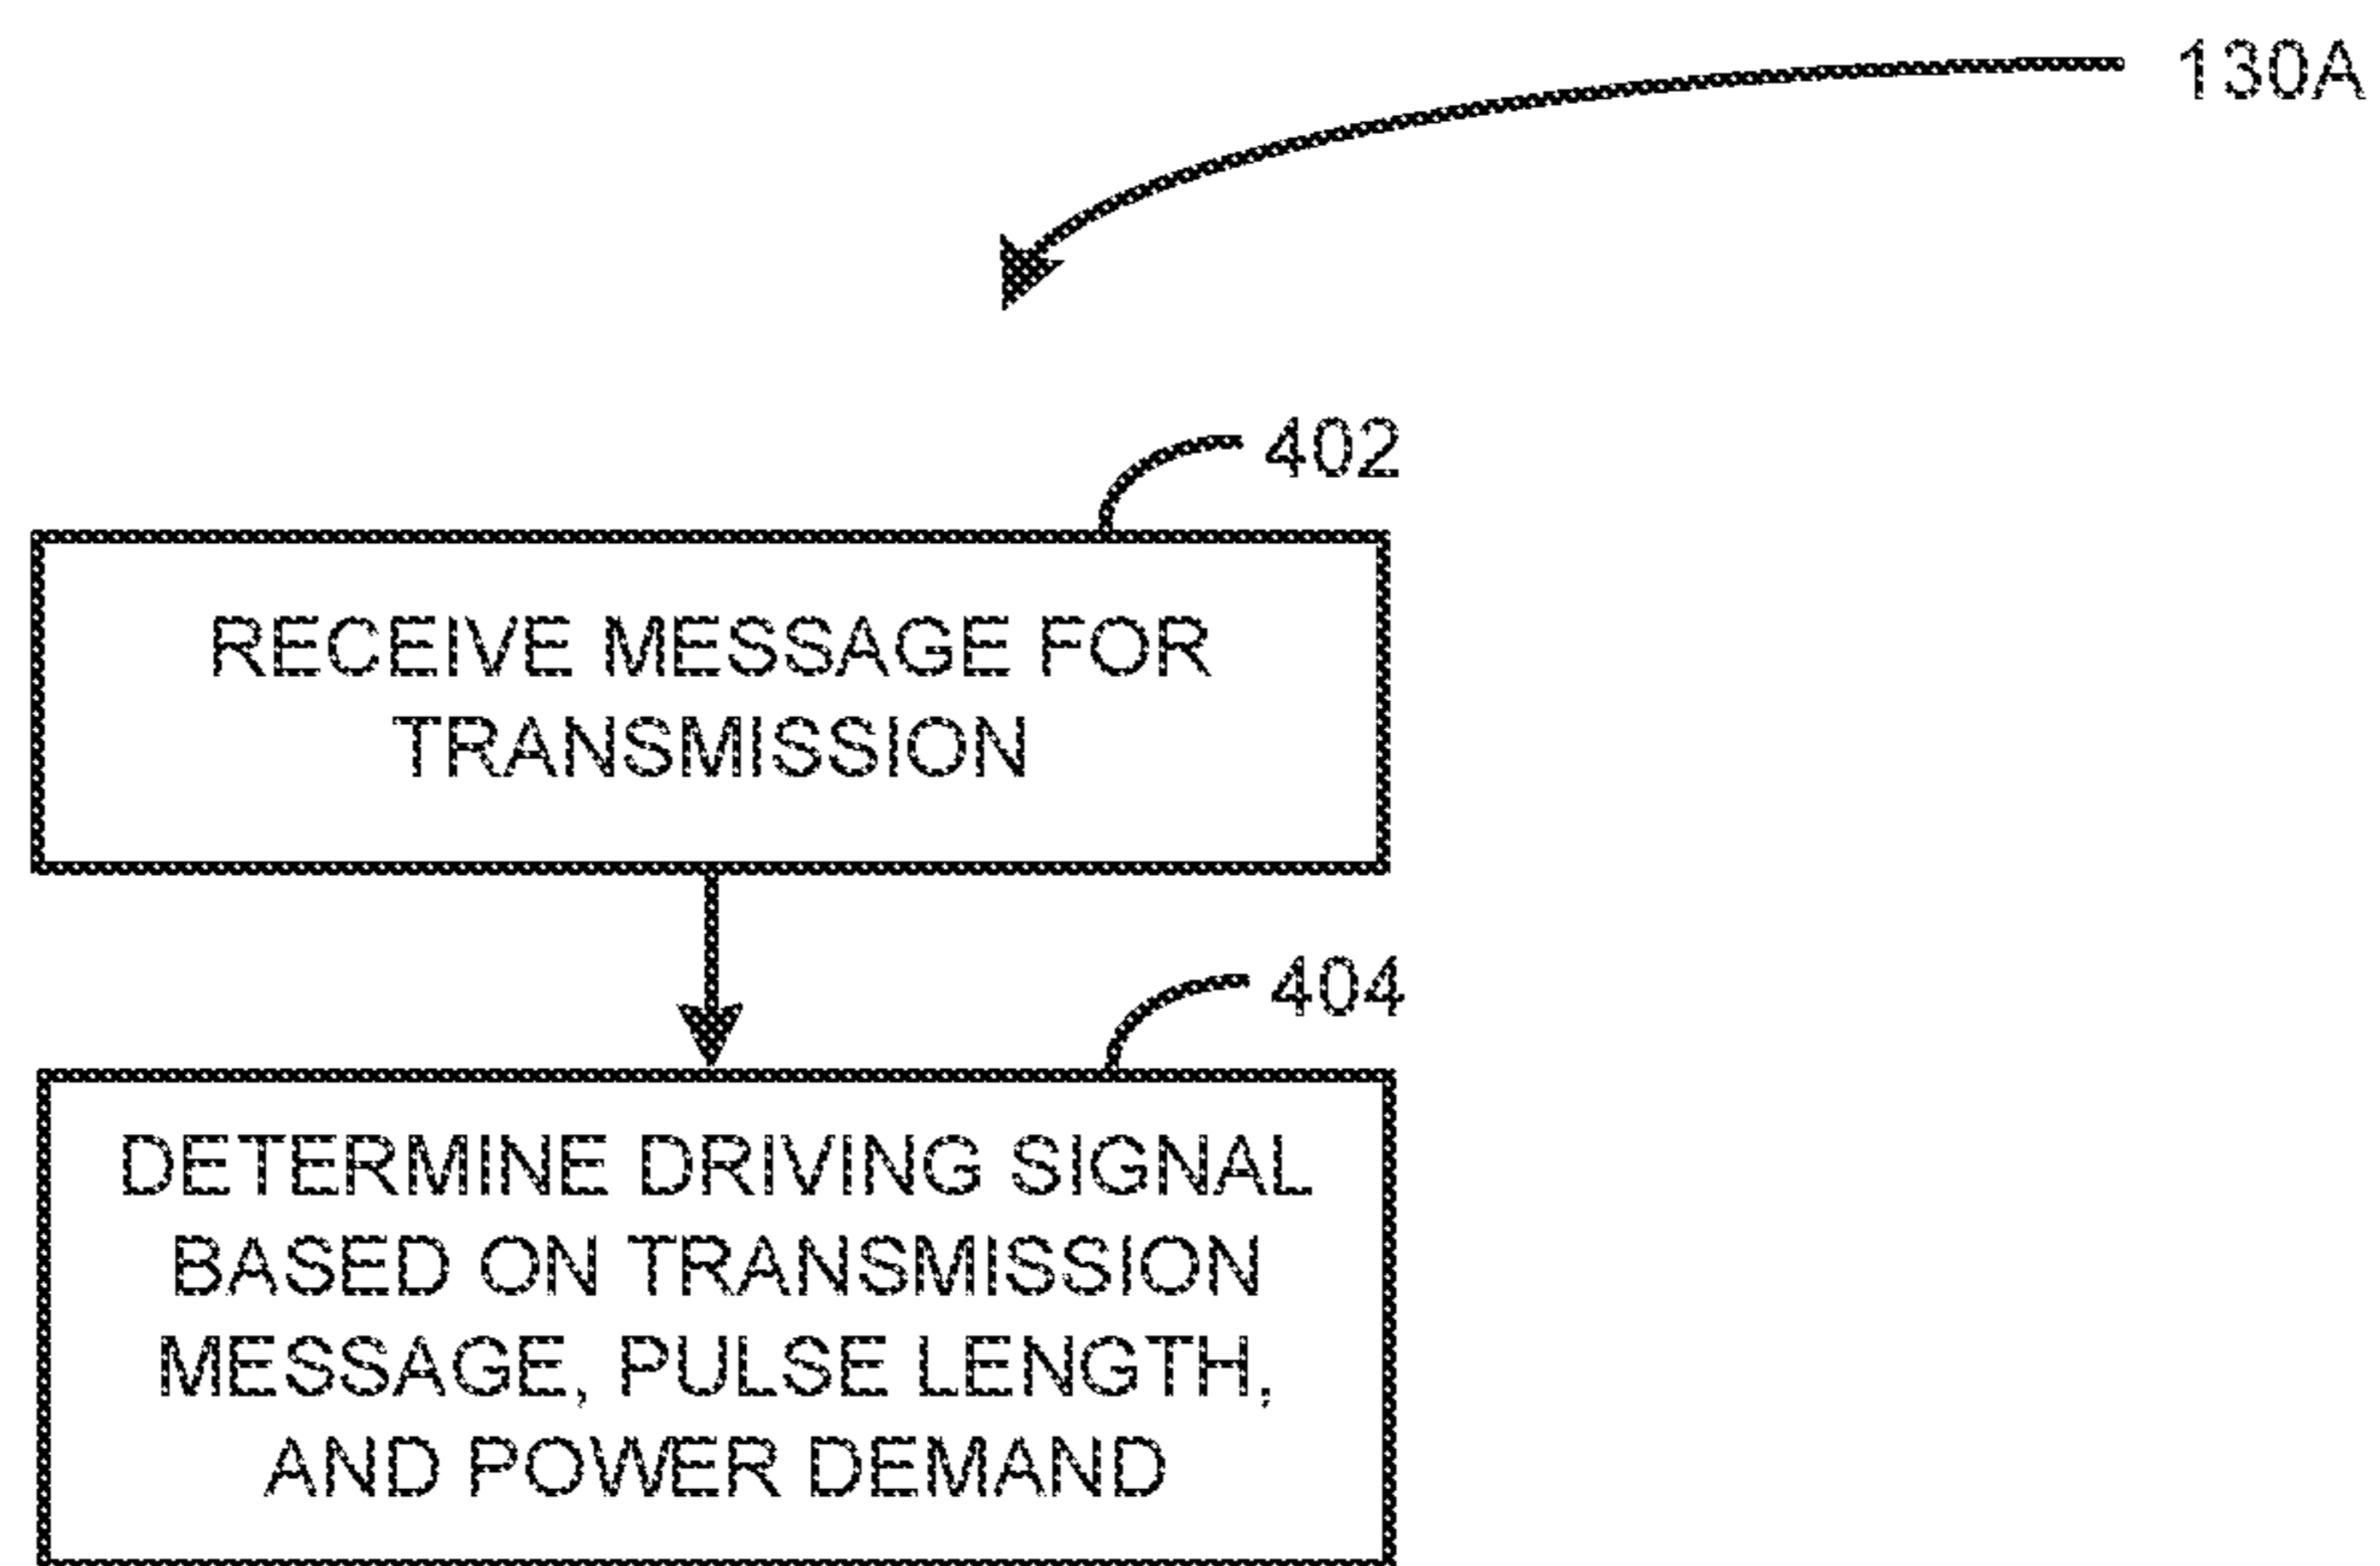 130A
402
RECEIVE MESSAGE FOR
TRANSMISSION
404
DETERMINE DRIVING SIGNAL
BASED ON TRANSMISSION
MESSAGE, PULSE LENGTH,
AND POWER DEMAND